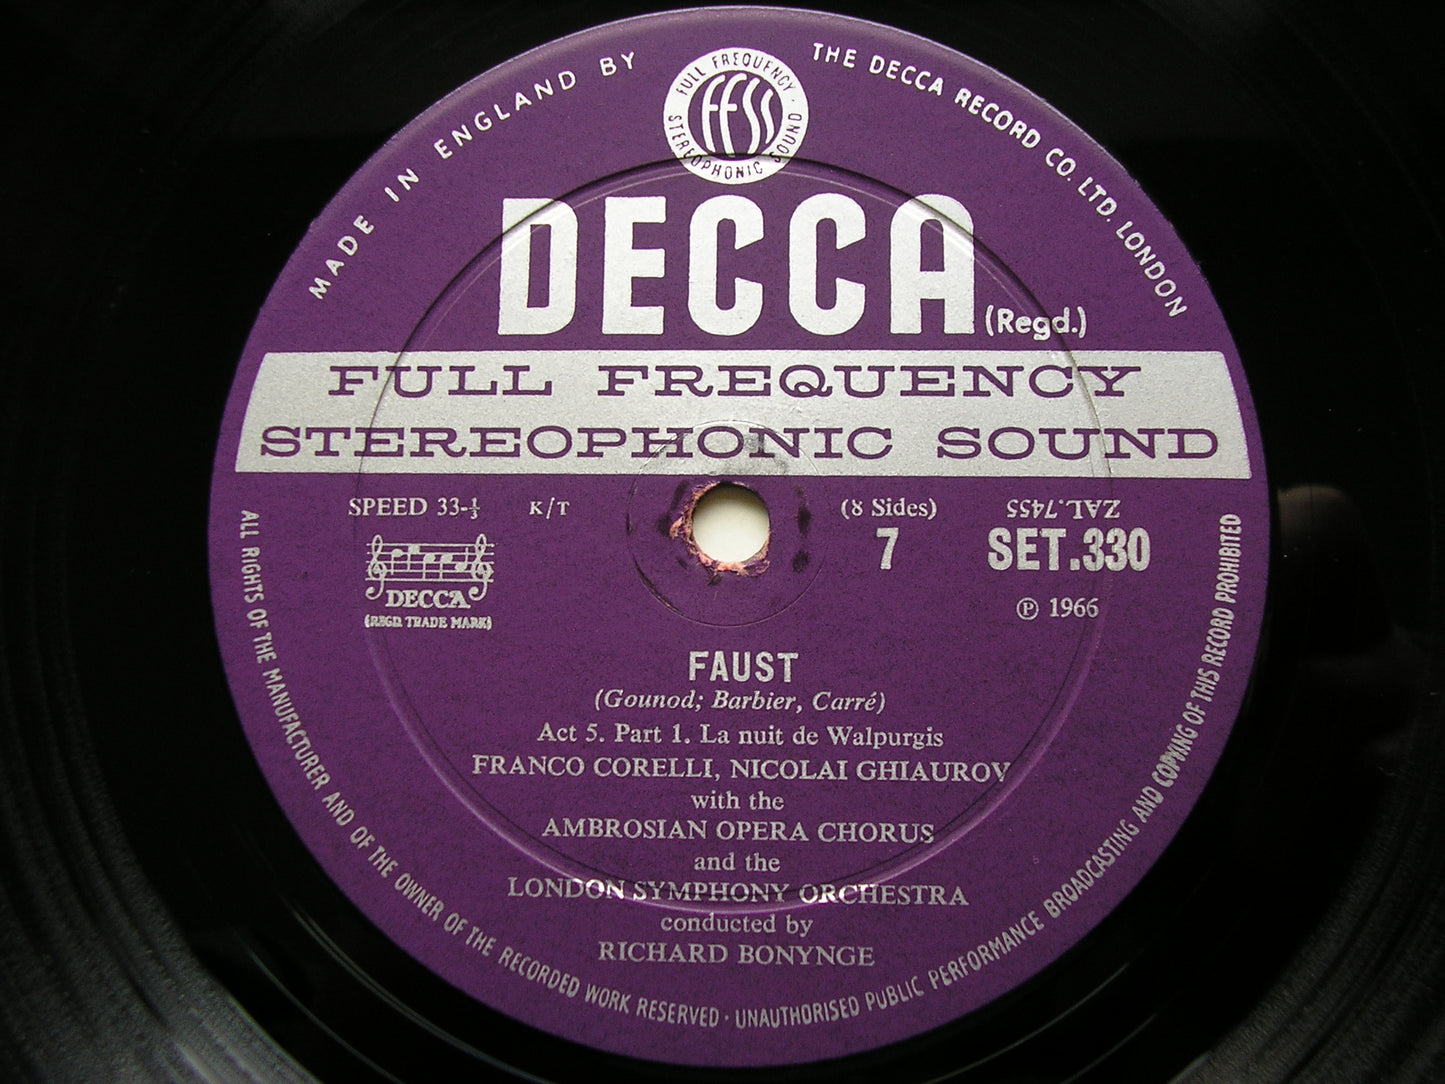 MADE IN ENGLAND BY
THE DECCA RECORD CO. LTD. LONDON
FULL FREQUENCY · STEREOPHONIC SOUND
FFSS
DECCA (Regd.)
FULL FREQUENCY
STEREOPHONIC SOUND
SPEED 33-⅓ K/T (8 Sides) ZAL.7455
7 SET.330
DECCA
(REGD. TRADE MARK)
℗ 1966
FAUST
(Gounod; Barbier, Carré)
Act 5. Part 1. La nuit de Walpurgis
FRANCO CORELLI, NICOLAI GHIAUROV
with the
AMBROSIAN OPERA CHORUS
and the
LONDON SYMPHONY ORCHESTRA
conducted by
RICHARD BONYNGE
ALL RIGHTS OF THE MANUFACTURER AND OF THE OWNER OF THE RECORDED WORK RESERVED · UNAUTHORISED PUBLIC PERFORMANCE BROADCASTING AND COPYING OF THIS RECORD PROHIBITED